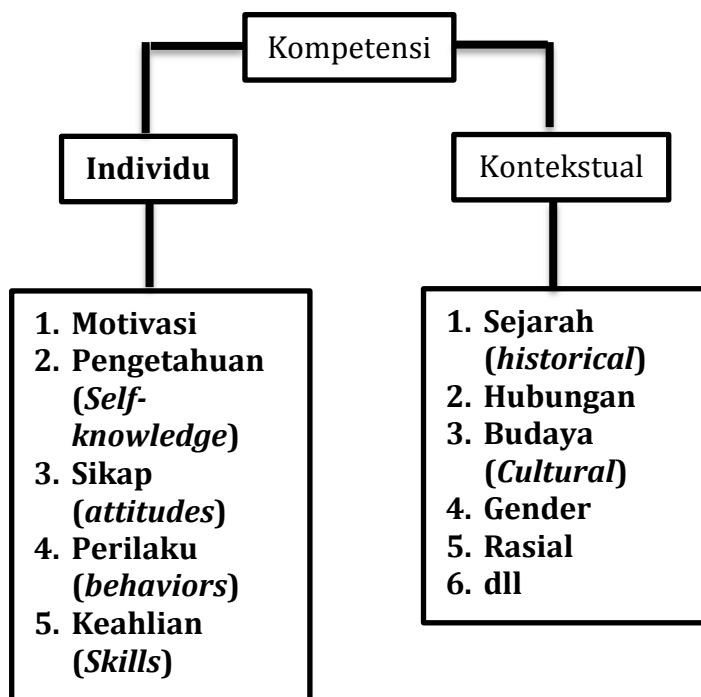 Kompetensi
Individu
Kontekstual
1. Motivasi
2. Pengetahuan
(Self-
knowledge)
3. Sikap
(attitudes)
4. Perilaku
(behaviors)
5. Keahlian
(Skills)
1. Sejarah
(historical)
2. Hubungan
3. Budaya
(Cultural)
4. Gender
5. Rasial
6. dll